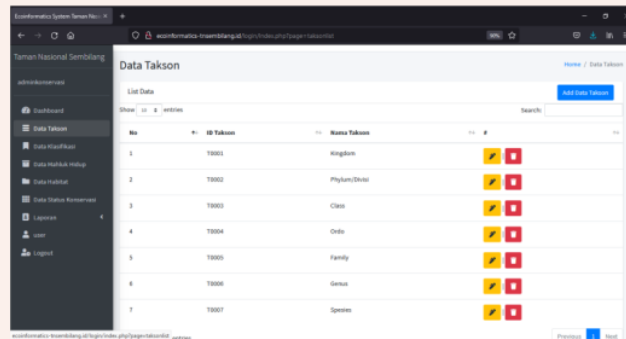 Ecoinformatics System Taman Nasi
ecoinformatics-tnsembilang.id/login/index.php?page=taksonlist
Taman Nasional Sembilang
adminkonservasi
Dashboard
Data Takson
Data Klasifikasi
Data Mahluk Hidup
Data Habitat
Data Status Konservasi
Laporan
user
Logout
Data Takson
Home / Data Takson
List Data
Add Data Takson
Show 10 entries
Search:
No ID Takson Nama Takson #
1 T0001 Kingdom
2 T0002 Phylum/Divisi
3 T0003 Class
4 T0004 Ordo
5 T0005 Family
6 T0006 Genus
7 T0007 Spesies
ecoinformatics-tnsembilang.id/login/index.php?page=taksonlist entries
Previous 1 Next